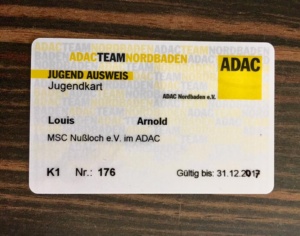 ADACTEAMNORDBADEN
JUGEND AUSWEIS
Jugendkart
ADAC
ADAC Nordbaden e.V.
Louis Arnold
MSC Nußloch e.V. im ADAC
K1 Nr.: 176 Gültig bis: 31.12.